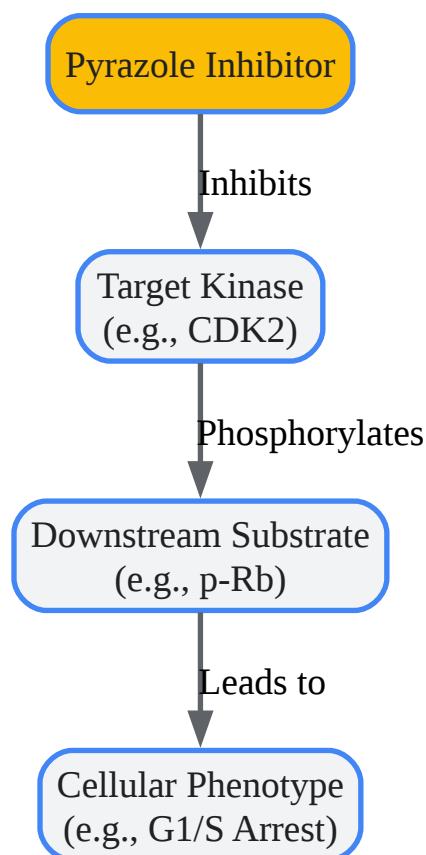 Pyrazole Inhibitor
Inhibits
Target Kinase
(e.g., CDK2)
Phosphorylates
Downstream Substrate
(e.g., p-Rb)
Leads to
Cellular Phenotype
(e.g., G1/S Arrest)